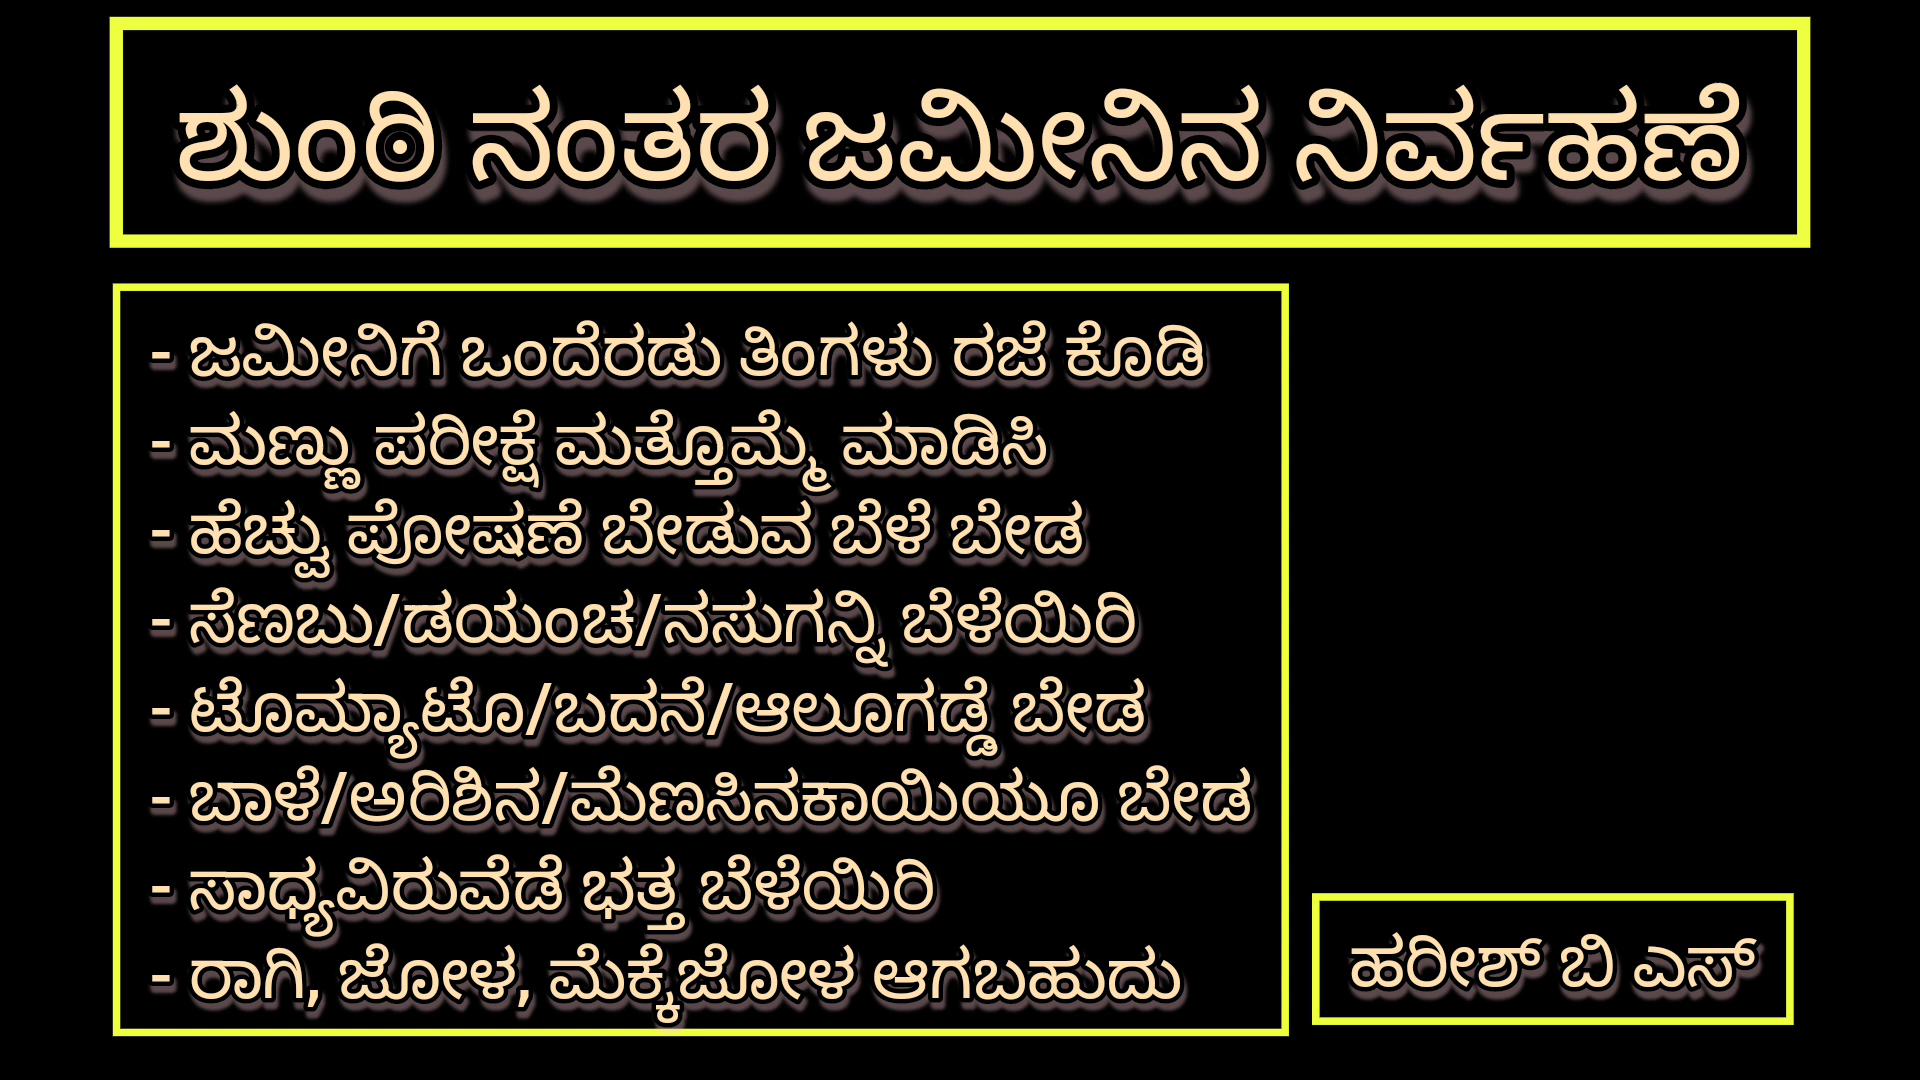 ಶುಂಠಿ ನಂತರ ಜಮೀನಿನ ನಿರ್ವಹಣೆ
- ಜಮೀನಿಗೆ ಒಂದೆರಡು ತಿಂಗಳು ರಜೆ ಕೊಡಿ
- ಮಣ್ಣು ಪರೀಕ್ಷೆ ಮತ್ತೊಮ್ಮೆ ಮಾಡಿಸಿ
- ಹೆಚ್ಚು ಪೋಷಣೆ ಬೇಡುವ ಬೆಳೆ ಬೇಡ
- ಸೆಣಬು/ಡಯಂಚ/ನಸುಗನ್ನಿ ಬೆಳೆಯಿರಿ
- ಟೊಮ್ಯಾಟೊ/ಬದನೆ/ಆಲೂಗಡ್ಡೆ ಬೇಡ
- ಬಾಳೆ/ಅರಿಶಿನ/ಮೆಣಸಿನಕಾಯಿಯೂ ಬೇಡ
- ಸಾಧ್ಯವಿರುವೆಡೆ ಭತ್ತ ಬೆಳೆಯಿರಿ
- ರಾಗಿ, ಜೋಳ, ಮೆಕ್ಕೆಜೋಳ ಆಗಬಹುದು
ಹರೀಶ್ ಬಿ ಎಸ್